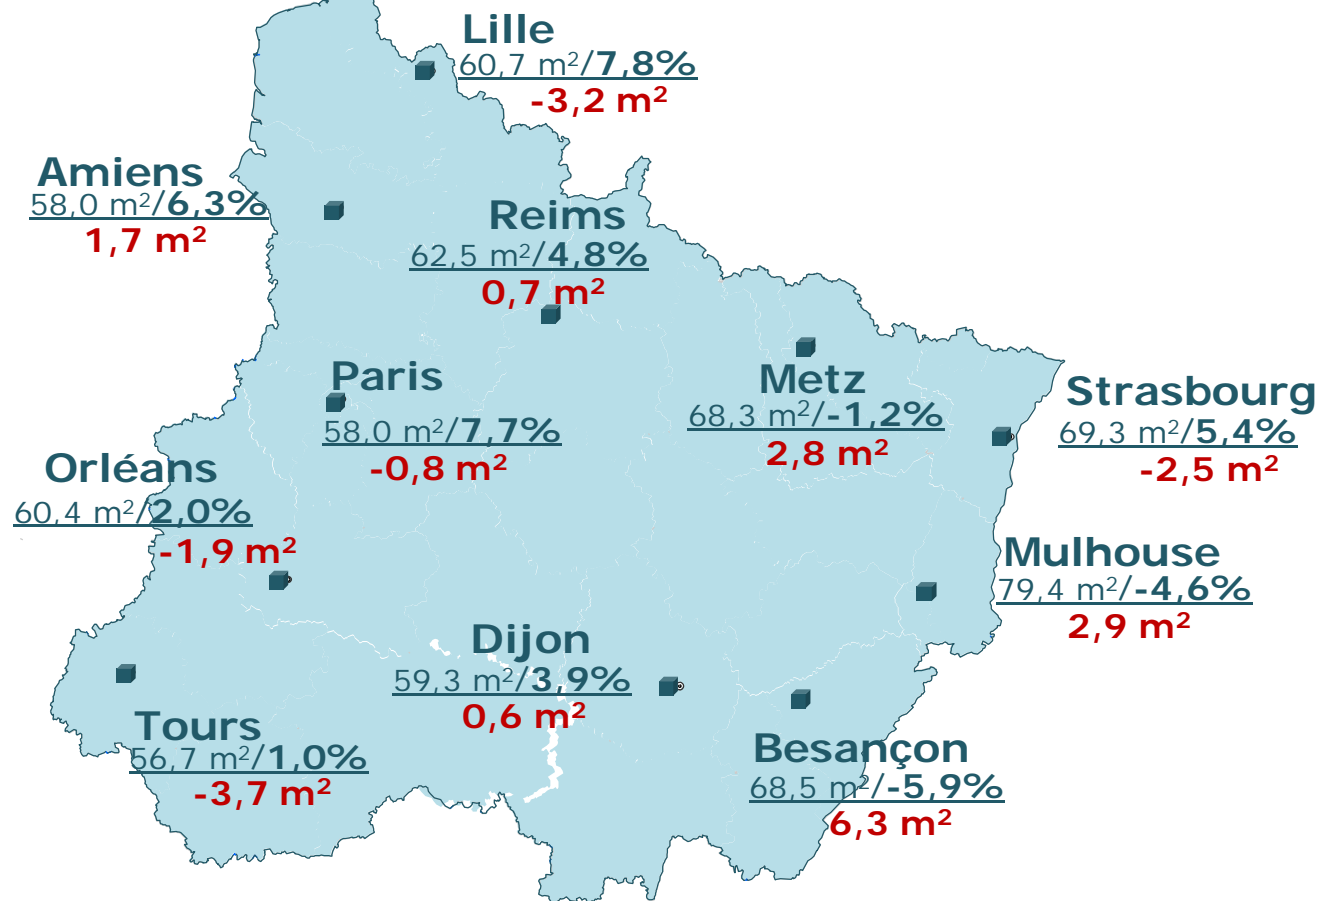 Lille
60,7 m²/7,8%
-3,2 m²
Amiens
58,0 m²/6,3%
1,7 m²
Reims
62,5 m²/4,8%
0,7 m²
Paris
58,0 m²/7,7%
-0,8 m²
Metz
68,3 m²/-1,2%
2,8 m²
Strasbourg
69,3 m²/5,4%
-2,5 m²
Orléans
60,4 m²/2,0%
-1,9 m²
Mulhouse
79,4 m²/-4,6%
2,9 m²
Dijon
59,3 m²/3,9%
0,6 m²
Tours
56,7 m²/1,0%
-3,7 m²
Besançon
68,5 m²/-5,9%
6,3 m²